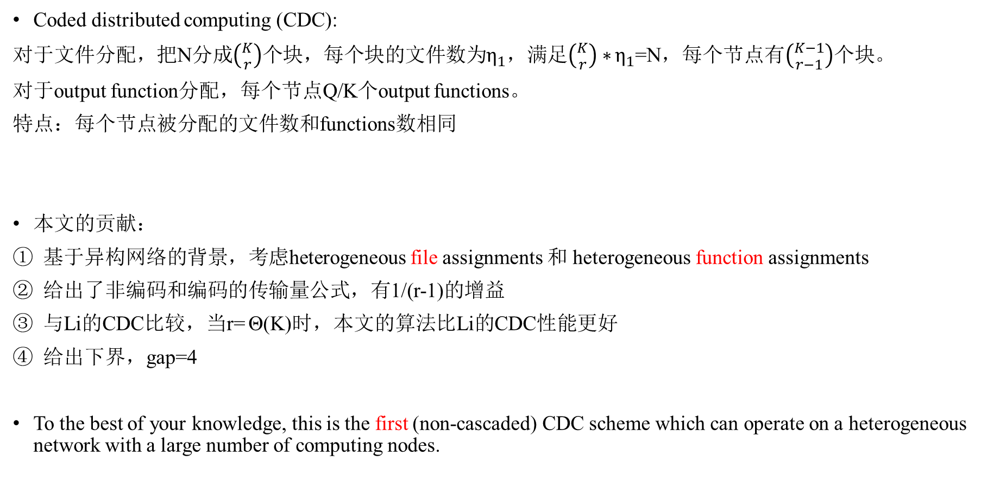 • Coded distributed computing (CDC):
对于文件分配，把N分成(K r)个块，每个块的文件数为η₁，满足(K r)∗η₁=N，每个节点有(K−1 r−1)个块。
对于output function分配，每个节点Q/K个output functions。
特点：每个节点被分配的文件数和functions数相同
• 本文的贡献：
① 基于异构网络的背景，考虑heterogeneous file assignments 和 heterogeneous function assignments
② 给出了非编码和编码的传输量公式，有1/(r-1)的增益
③ 与Li的CDC比较，当r= Θ(K)时，本文的算法比Li的CDC性能更好
④ 给出下界，gap=4
• To the best of your knowledge, this is the first (non-cascaded) CDC scheme which can operate on a heterogeneous
network with a large number of computing nodes.